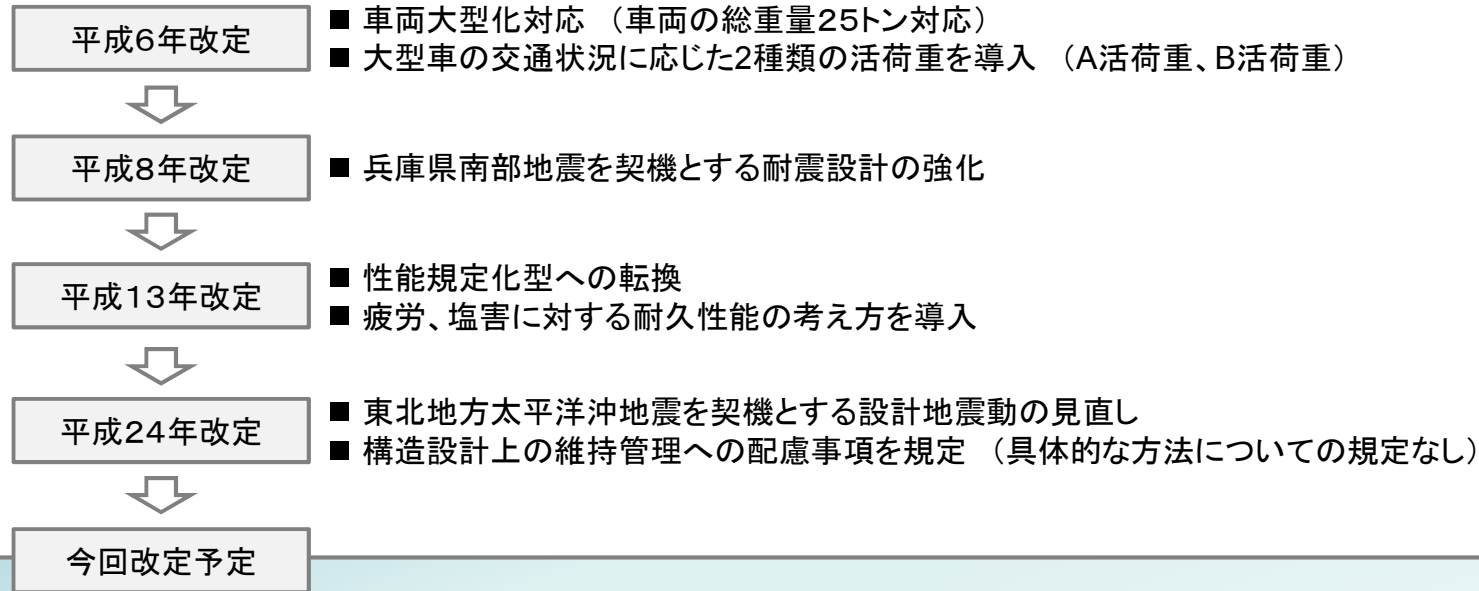 平成6年改定
■ 車両大型化対応 (車両の総重量25トン対応)
■ 大型車の交通状況に応じた2種類の活荷重を導入 (A活荷重、B活荷重)
平成8年改定
■ 兵庫県南部地震を契機とする耐震設計の強化
平成13年改定
■ 性能規定化型への転換
■ 疲労、塩害に対する耐久性能の考え方を導入
平成24年改定
■ 東北地方太平洋沖地震を契機とする設計地震動の見直し
■ 構造設計上の維持管理への配慮事項を規定 (具体的な方法についての規定なし)
今回改定予定